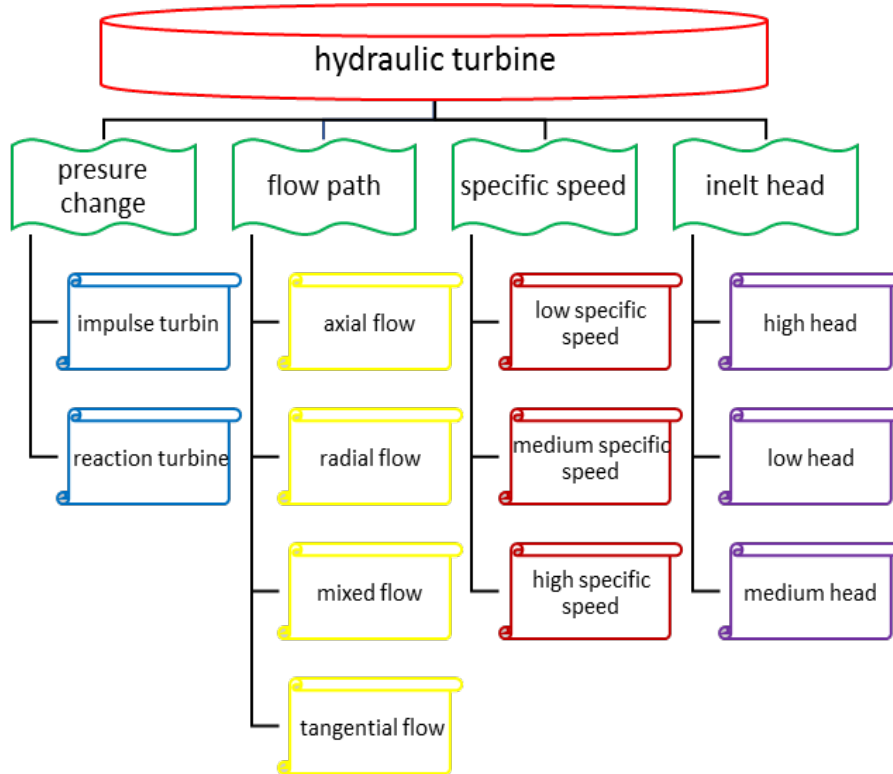 hydraulic turbine
presure
change
flow path
specific speed
inelt head
impulse turbin
reaction turbine
axial flow
radial flow
mixed flow
tangential flow
low specific
speed
medium specific
speed
high specific
speed
high head
low head
medium head